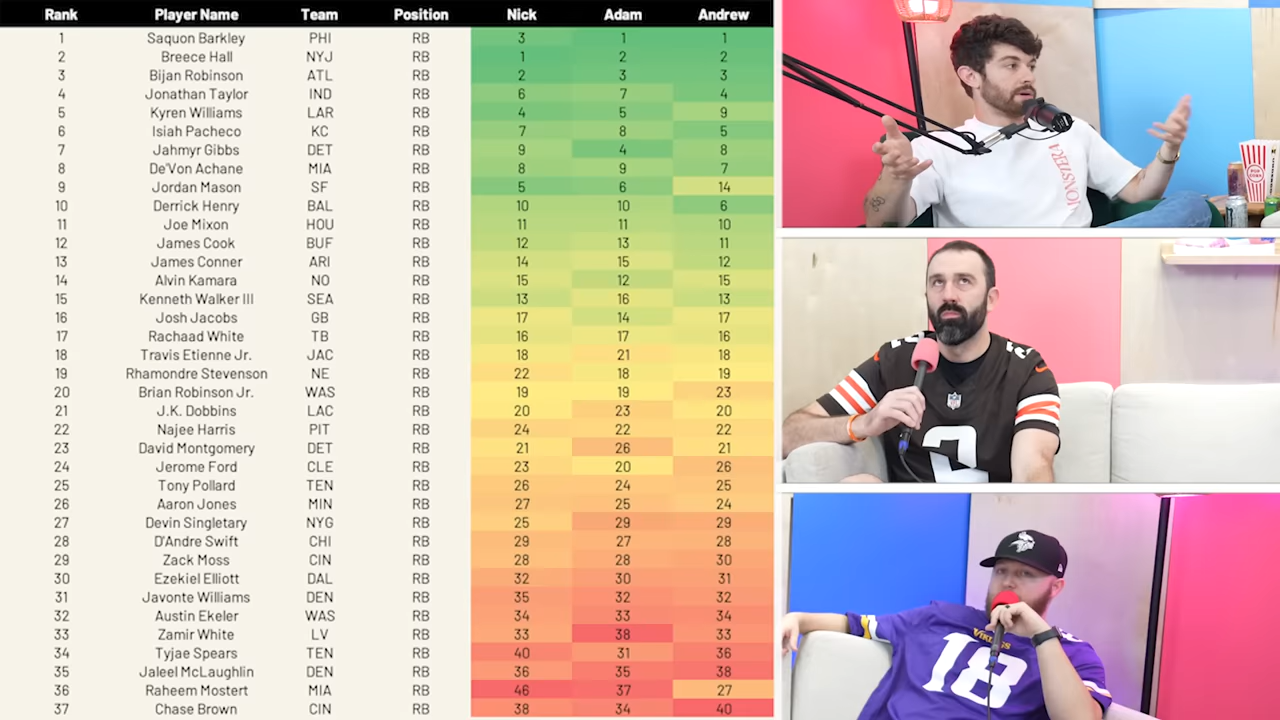 Rank Player Name Team Position Nick Adam Andrew
1 Saquon Barkley PHI RB 3 1 1
2 Breece Hall NYJ RB 1 2 2
3 Bijan Robinson ATL RB 2 3 3
4 Jonathan Taylor IND RB 6 7 4
5 Kyren Williams LAR RB 4 5 9
6 Isiah Pacheco KC RB 7 8 5
7 Jahmyr Gibbs DET RB 9 4 8
8 De'Von Achane MIA RB 8 9 7
9 Jordan Mason SF RB 5 6 14
10 Derrick Henry BAL RB 10 10 6
11 Joe Mixon HOU RB 11 11 10
12 James Cook BUF RB 12 13 11
13 James Conner ARI RB 14 15 12
14 Alvin Kamara NO RB 15 12 15
15 Kenneth Walker III SEA RB 13 16 13
16 Josh Jacobs GB RB 17 14 17
17 Rachaad White TB RB 16 17 16
18 Travis Etienne Jr. JAC RB 18 21 18
19 Rhamondre Stevenson NE RB 22 18 19
20 Brian Robinson Jr. WAS RB 19 19 23
21 J.K. Dobbins LAC RB 20 23 20
22 Najee Harris PIT RB 24 22 22
23 David Montgomery DET RB 21 26 21
24 Jerome Ford CLE RB 23 20 26
25 Tony Pollard TEN RB 26 24 25
26 Aaron Jones MIN RB 27 25 24
27 Devin Singletary NYG RB 25 29 29
28 D'Andre Swift CHI RB 29 27 28
29 Zack Moss CIN RB 28 28 30
30 Ezekiel Elliott DAL RB 32 30 31
31 Javonte Williams DEN RB 35 32 32
32 Austin Ekeler WAS RB 34 33 34
33 Zamir White LV RB 33 38 33
34 Tyjae Spears TEN RB 40 31 36
35 Jaleel McLaughlin DEN RB 36 35 38
36 Raheem Mostert MIA RB 46 37 27
37 Chase Brown CIN RB 38 34 40
POP CORN
2
VIKINGS
18